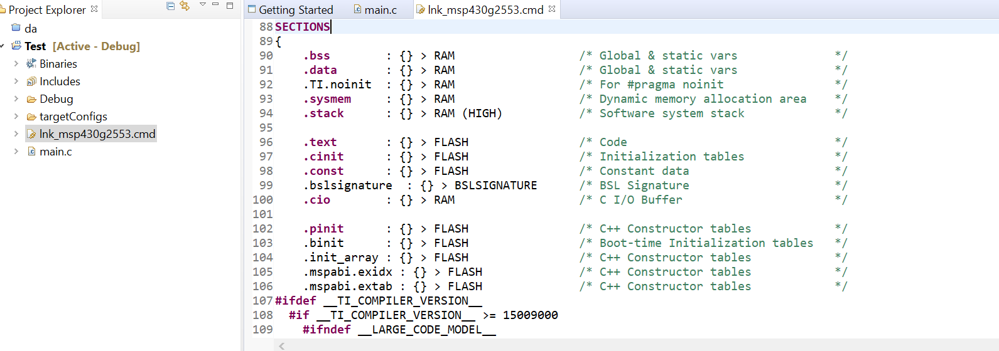 Project Explorer
da
Test [Active - Debug]
Binaries
Includes
Debug
targetConfigs
lnk_msp430g2553.cmd
main.c
Getting Started main.c lnk_msp430g2553.cmd
88 SECTIONS
89 {
90 .bss : {} > RAM /* Global & static vars */
91 .data : {} > RAM /* Global & static vars */
92 .TI.noinit : {} > RAM /* For #pragma noinit */
93 .sysmem : {} > RAM /* Dynamic memory allocation area */
94 .stack : {} > RAM (HIGH) /* Software system stack */
95
96 .text : {} > FLASH /* Code */
97 .cinit : {} > FLASH /* Initialization tables */
98 .const : {} > FLASH /* Constant data */
99 .bslsignature : {} > BSLSIGNATURE /* BSL Signature */
100 .cio : {} > RAM /* C I/O Buffer */
101
102 .pinit : {} > FLASH /* C++ Constructor tables */
103 .binit : {} > FLASH /* Boot-time Initialization tables */
104 .init_array : {} > FLASH /* C++ Constructor tables */
105 .mspabi.exidx : {} > FLASH /* C++ Constructor tables */
106 .mspabi.extab : {} > FLASH /* C++ Constructor tables */
107 #ifdef __TI_COMPILER_VERSION__
108 #if __TI_COMPILER_VERSION__ >= 15009000
109 #ifndef __LARGE_CODE_MODEL__